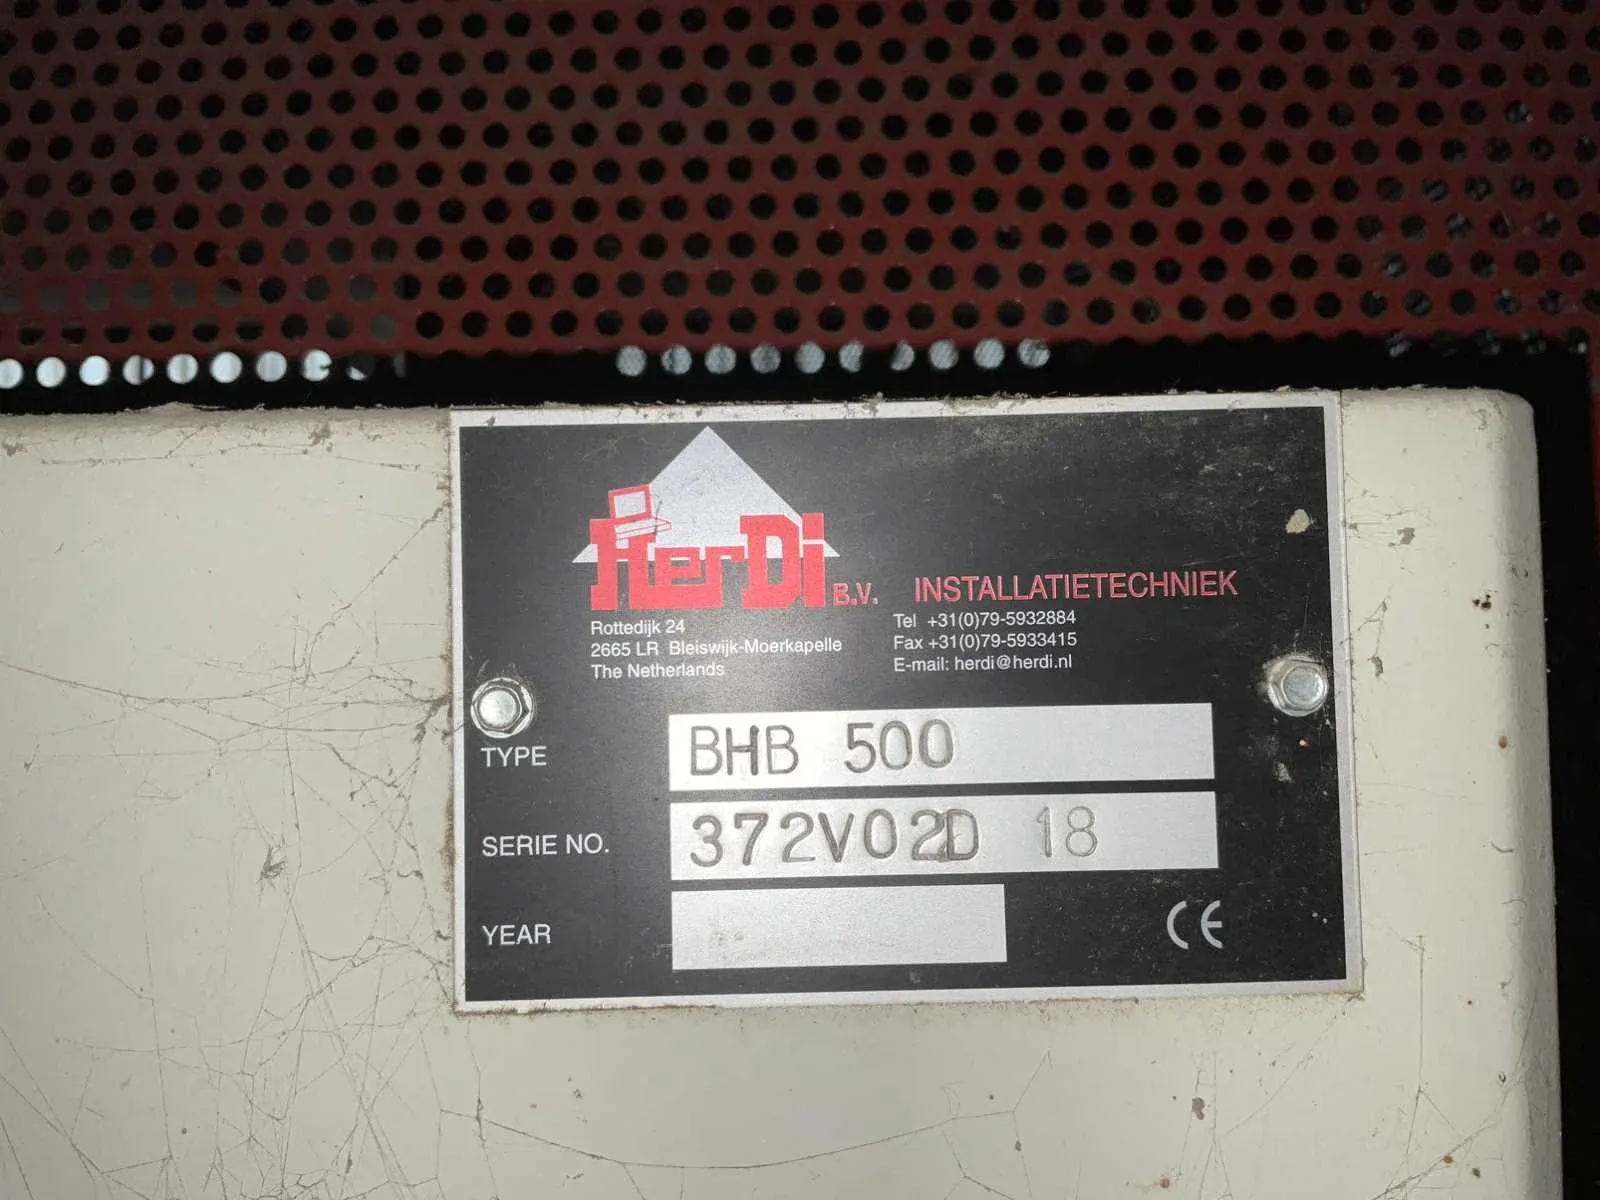 HerDi B.V. INSTALLATIETECHNIEK
Rottedijk 24
2665 LR Bleiswijk-Moerkapelle
The Netherlands
Tel +31(0)79-5932884
Fax +31(0)79-5933415
E-mail: herdi@herdi.nl
TYPE BHB 500
SERIE NO. 372V02D 18
YEAR
CE